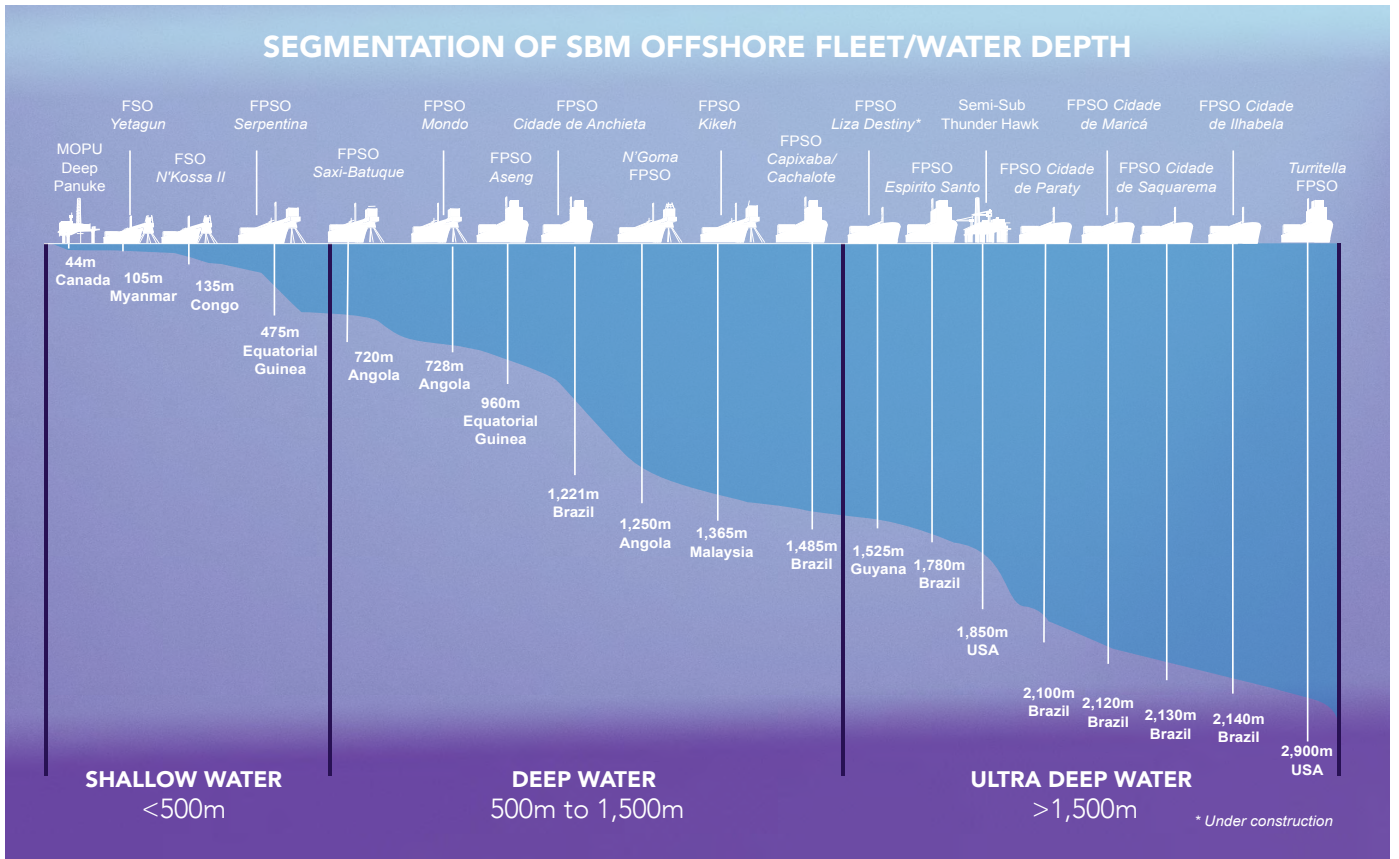 SEGMENTATION OF SBM OFFSHORE FLEET/WATER DEPTH
MOPU
Deep
Panuke
FSO
Yetagun
FSO
N'Kossa II
FPSO
Serpentina
FPSO
Saxi-Batuque
FPSO
Mondo
FPSO
Aseng
FPSO
Cidade de Anchieta
N'Goma
FPSO
FPSO
Kikeh
FPSO
Capixaba/
Cachalote
FPSO
Liza Destiny*
FPSO
Espirito Santo
Semi-Sub
Thunder Hawk
FPSO Cidade
de Paraty
FPSO Cidade
de Maricá
FPSO Cidade
de Saquarema
FPSO Cidade
de Ilhabela
Turritella
FPSO
44m
Canada
105m
Myanmar
135m
Congo
475m
Equatorial
Guinea
720m
Angola
728m
Angola
960m
Equatorial
Guinea
1,221m
Brazil
1,250m
Angola
1,365m
Malaysia
1,485m
Brazil
1,525m
Guyana
1,780m
Brazil
1,850m
USA
2,100m
Brazil
2,120m
Brazil
2,130m
Brazil
2,140m
Brazil
2,900m
USA
SHALLOW WATER
<500m
DEEP WATER
500m to 1,500m
ULTRA DEEP WATER
>1,500m
* Under construction